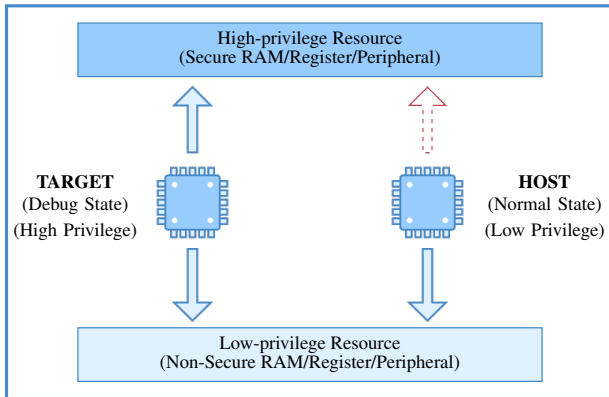 High-privilege Resource
(Secure RAM/Register/Peripheral)
TARGET
(Debug State)
(High Privilege)
HOST
(Normal State)
(Low Privilege)
Low-privilege Resource
(Non-Secure RAM/Register/Peripheral)